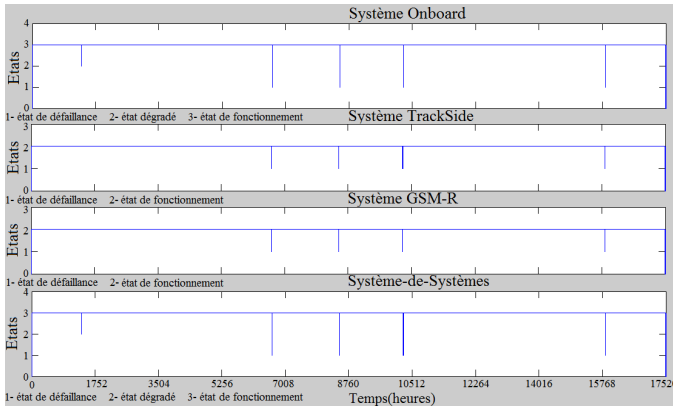 Système Onboard
4
3
2
1
0
Etats
1- état de défaillance 2- état dégradé 3- état de fonctionnement
Système TrackSide
3
2
1
0
1- état de défaillance 2- état de fonctionnement
Système GSM-R
3
2
1
0
Etats
1- état de défaillance 2- état de fonctionnement
Système-de-Systèmes
4
3
2
1
0
Etats
0 1752 3504 5256 7008 8760 10512 12264 14016 15768 17520
1- état de défaillance 2- état dégradé 3- état de fonctionnement
Temps(heures)